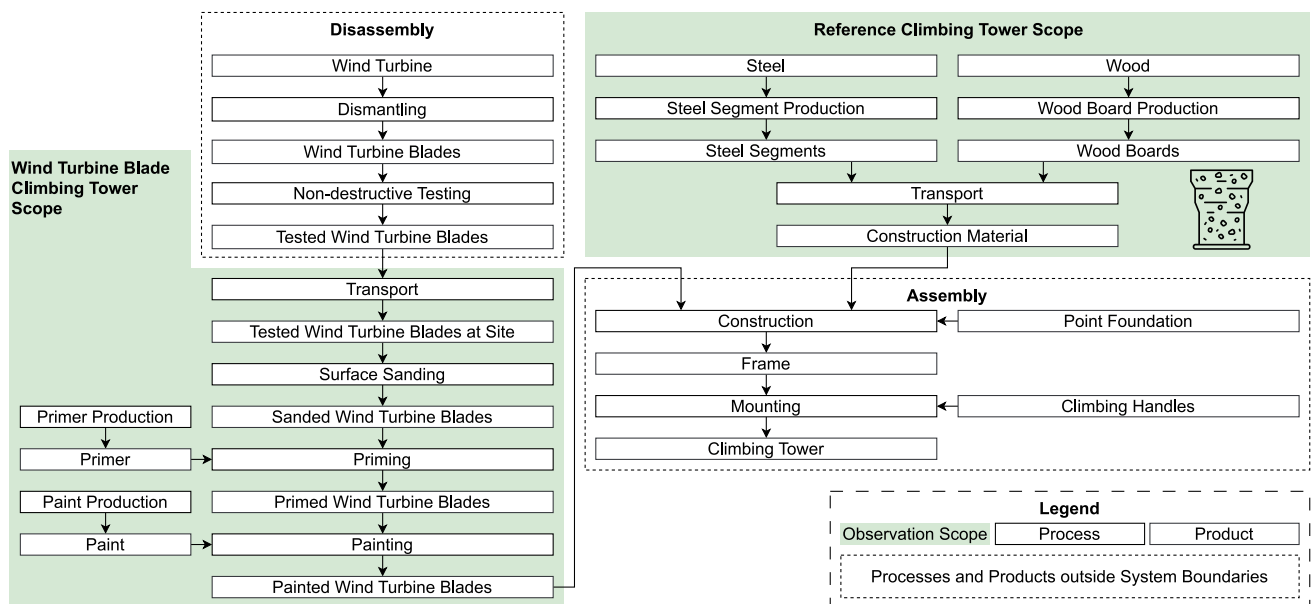 Disassembly
Wind Turbine
Dismantling
Wind Turbine Blades
Non-destructive Testing
Tested Wind Turbine Blades
Wind Turbine Blade
Climbing Tower
Scope
Transport
Tested Wind Turbine Blades at Site
Surface Sanding
Primer Production
Sanded Wind Turbine Blades
Primer
Priming
Paint Production
Primed Wind Turbine Blades
Paint
Painting
Painted Wind Turbine Blades
Reference Climbing Tower Scope
Steel
Wood
Steel Segment Production
Wood Board Production
Steel Segments
Wood Boards
Transport
Construction Material
Assembly
Construction
Point Foundation
Frame
Mounting
Climbing Handles
Climbing Tower
Legend
Observation Scope
Process
Product
Processes and Products outside System Boundaries